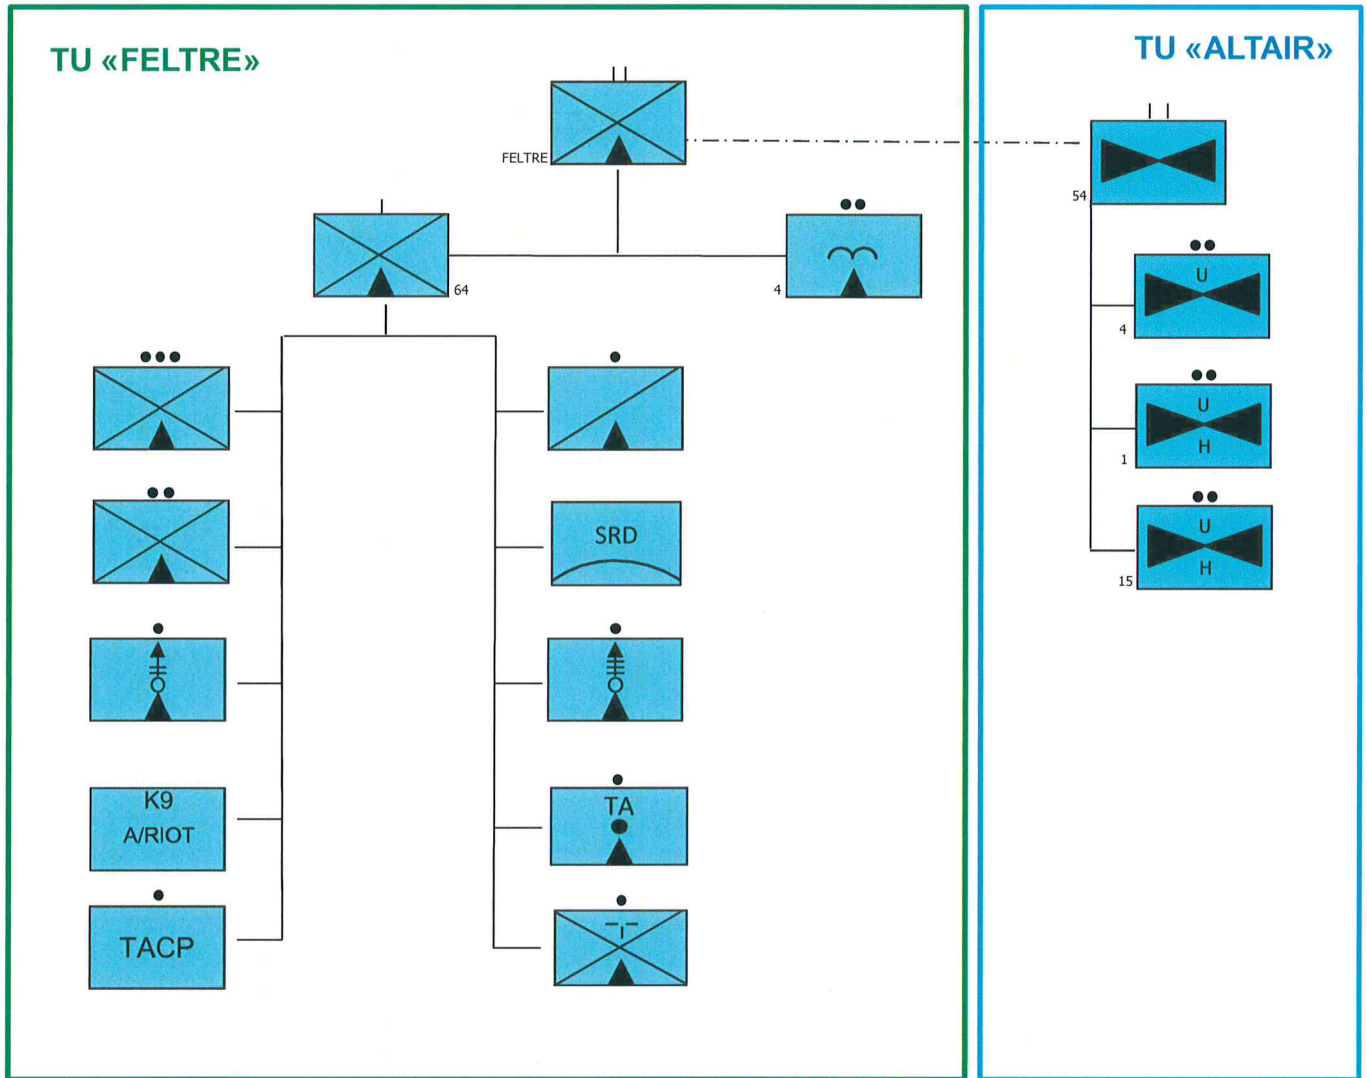 TU «FELTRE»
TU «ALTAIR»
FELTRE
54
64
4
U
4
U
H
1
SRD
U
H
15
K9
A/RIOT
TA
TACP